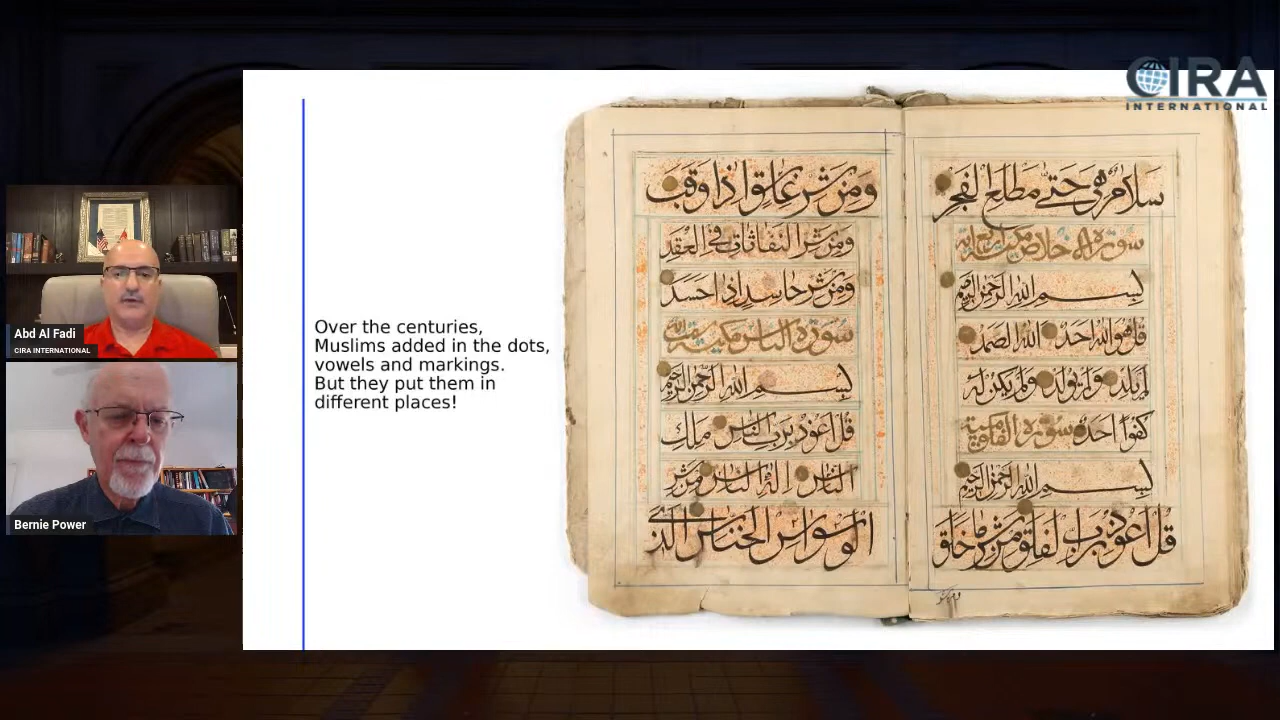 CIRA
INTERNATIONAL
Abd Al Fadi
CIRA INTERNATIONAL
Bernie Power
Over the centuries,
Muslims added in the dots,
vowels and markings.
But they put them in
different places!
سلام هي حتى مطلع الفجر
سورة الاخلاص مكية
بسم الله الرحمن الرحيم
قل هو الله احد الله الصمد
لم يلد ولم يولد ولم يكن له
كفوا احد سورة الفلق مكية
بسم الله الرحمن الرحيم
قل اعوذ برب الفلق من شر ما خلق
ومن شر غاسق اذا وقب
ومن شر النفاثات في العقد
ومن شر حاسد اذا حسد
سورة الناس مكية
بسم الله الرحمن الرحيم
قل اعوذ برب الناس ملك
الناس اله الناس من شر
الوسواس الخناس الذي